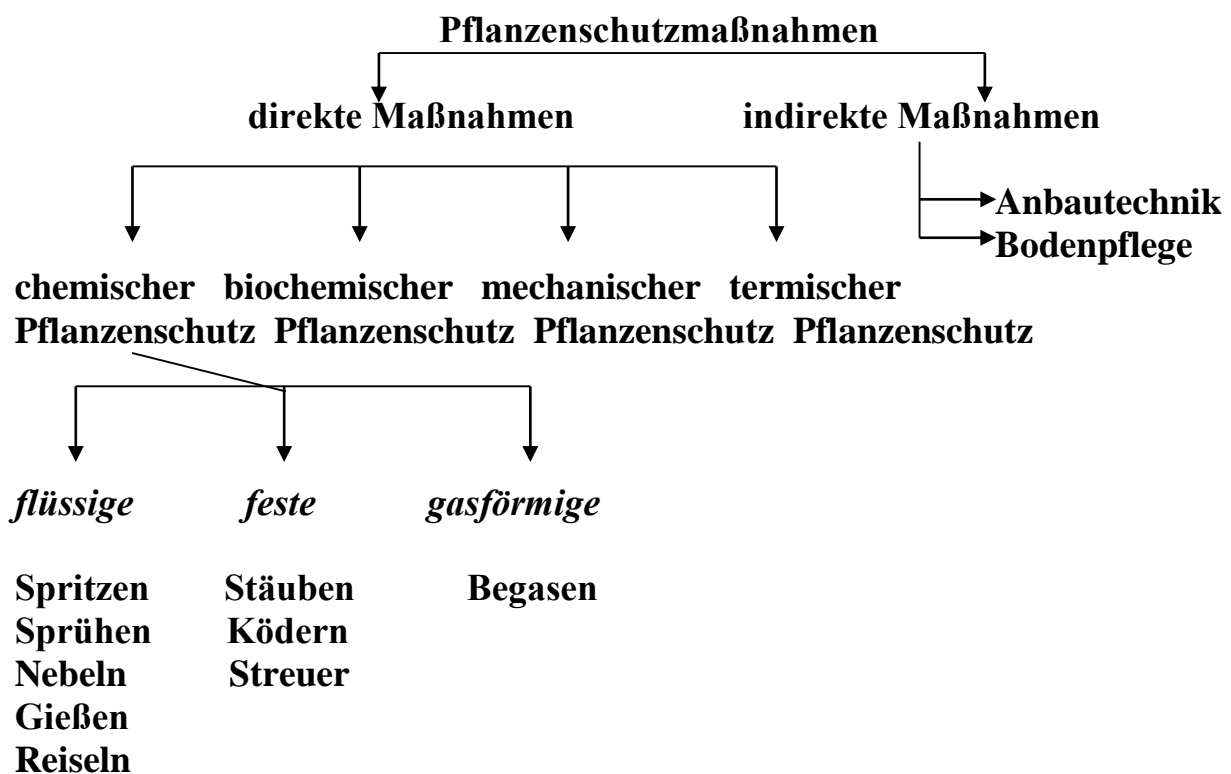 Pflanzenschutzmaßnahmen
direkte Maßnahmen indirekte Maßnahmen
Anbautechnik
Bodenpflege
chemischer biochemischer mechanischer termischer
Pflanzenschutz Pflanzenschutz Pflanzenschutz Pflanzenschutz
flüssige feste gasförmige
Spritzen Stäuben Begasen
Sprühen Ködern
Nebeln Streuer
Gießen
Reiseln